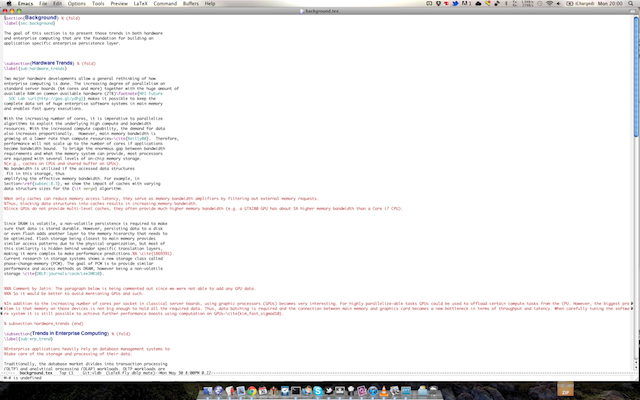 Emacs File Edit Options Tools Preview LaTeX Command Buffers Help
(Charged) Mon 20:00
background.tex
\section{Background} % (fold)
\label{sec:background}
The goal of this section is to present those trends in both hardware
and enterprise computing that are the foundation for building an
application specific enterprise persistence layer.
\subsection{Hardware Trends} % (fold)
\label{sub:hardware_trends}
Two major hardware developments allow a general rethinking of how
enterprise computing is done. The increasing degree of parallelism on
standard server boards (64 cores and more) together with the huge amount of
available RAM on common available hardware (2TB)\footnote{HPI Future
SOC Lab \url{http://goo.gl/ } makes it possible to keep the
complete data set of huge enterprise software systems in main memory
and enables fast query executions.
With the increasing number of cores, it is imperative to parallelize
algorithms to exploit the underlying high compute and bandwidth
resources. With the increased compute capability, the demand for data
also increases proportionally. However, main memory bandwidth is
growing at a lower rate than compute resources~\cite{ }. Therefore,
performance will not scale up to the number of cores if applications
become bandwidth bound. To bridge the enormous gap between bandwidth
requirements and what the memory system can provide, most processors
are equipped with several levels of on-chip memory storage.
%(e.g., caches on CPUs and shared buffer on GPUs).
No bandwidth is utilized if the accessed data structures
fit in this storage, thus
amplifying the effective memory bandwidth. For example, in
Section~\ref{subsec: }, we show the impact of caches with varying
data structure sizes for the {\it merge} algorithm.
%Not only caches can reduce memory access latency, they serve as memory bandwidth amplifiers by filtering out external memory requests.
%Thus, blocking data structures into caches results in increasing memory bandwidth.
%Since GPUs do not provide multi-level caches, they often provide much higher memory bandwidth (e.g. a GTX280 GPU has about 5X higher memory bandwidth than a Core i7 CPU).
Since DRAM is volatile, a non-volatile persistence is required to make
sure that data is stored durable. However, persisting data to a disk
or even flash adds another layer to the memory hierarchy that needs to
be optimized. Flash storage being closest to main memory provides
similar access patterns due to the physical organization, but most of
this similarity is hidden behind vendor specific translation layers,
making it more complex to make performance predictions.%% \cite{ }.
Current research in storage systems shows a new storage class called
phase-change-memory (PCM). The goal of PCM is to provide similar
performance and access methods as DRAM, however being a non-volatile
storage \cite{ }.
%%% Comment by Jatin. The paragraph below is being commented out since we were not able to add any GPU data.
%%% So it would be better to avoid mentioning GPUs and such.
%In addition to the increasing number of cores per socket in classical server boards, using graphic processors (GPUs) becomes very interesting. For highly parallelizable tasks GPUs could be used to offload certain compute tasks from the CPU. However, the biggest pro
blem is that memory on those devices is not big enough to hold all the required data. Thus, data batching is required and the connection between main memory and graphics card becomes a new bottleneck in terms of throughput and latency. When carefully tuning the softwa
re system it is still possible to achieve further performance boosts using computation on GPUs~\cite{kim_fast_sigmod10}.
% subsection hardware_trends (end)
\subsection{Trends in Enterprise Computing} % (fold)
\label{sub:erp_trend}
%Enterprise applications heavily rely on database management systems to
%take care of the storage and processing of their data.
Traditionally, the database market divides into transaction processing
(OLTP) and analytical processing (OLAP) workloads. OLTP workloads are
background.tex Top L1 Mon May 30 8:00PM 0.22
M-ö is undefined
ZIP